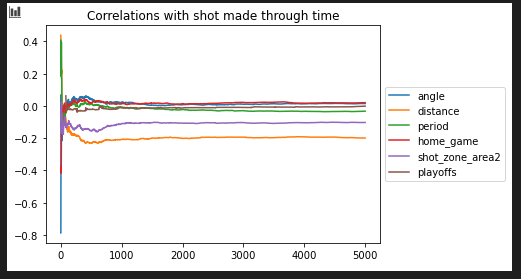 Correlations with shot made through time
0.4
0.2
0.0
−0.2
−0.4
−0.6
−0.8
0
1000
2000
3000
4000
5000
angle
distance
period
home_game
shot_zone_area2
playoffs